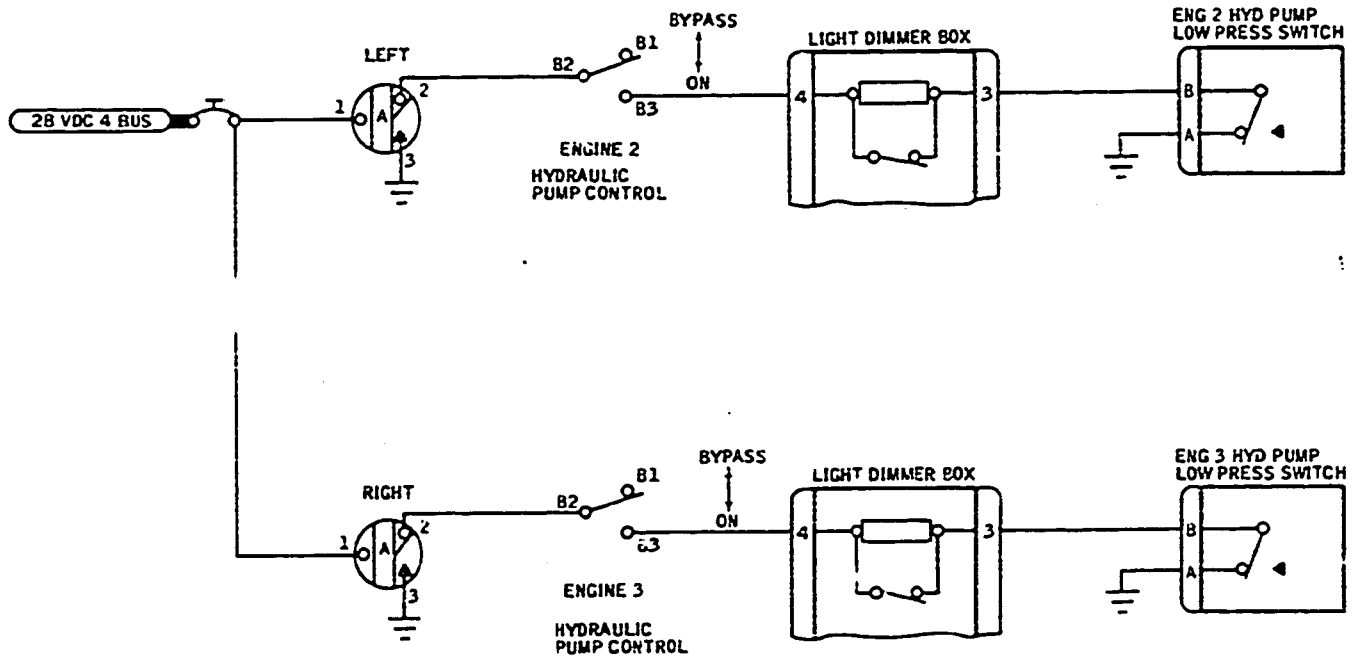 BYPASS
ENG 2 HYD PUMP
LOW PRESS SWITCH
LIGHT DIMMER BOX
LEFT
B1
B2
ON
2
B
28 VDC 4 BUS
1
A
B3
4
3
A
3
ENGINE 2
HYDRAULIC
PUMP CONTROL
BYPASS
ENG 3 HYD PUMP
LOW PRESS SWITCH
LIGHT DIMMER BOX
RIGHT
B1
B2
ON
2
B
1
A
B3
4
3
A
3
ENGINE 3
HYDRAULIC
PUMP CONTROL